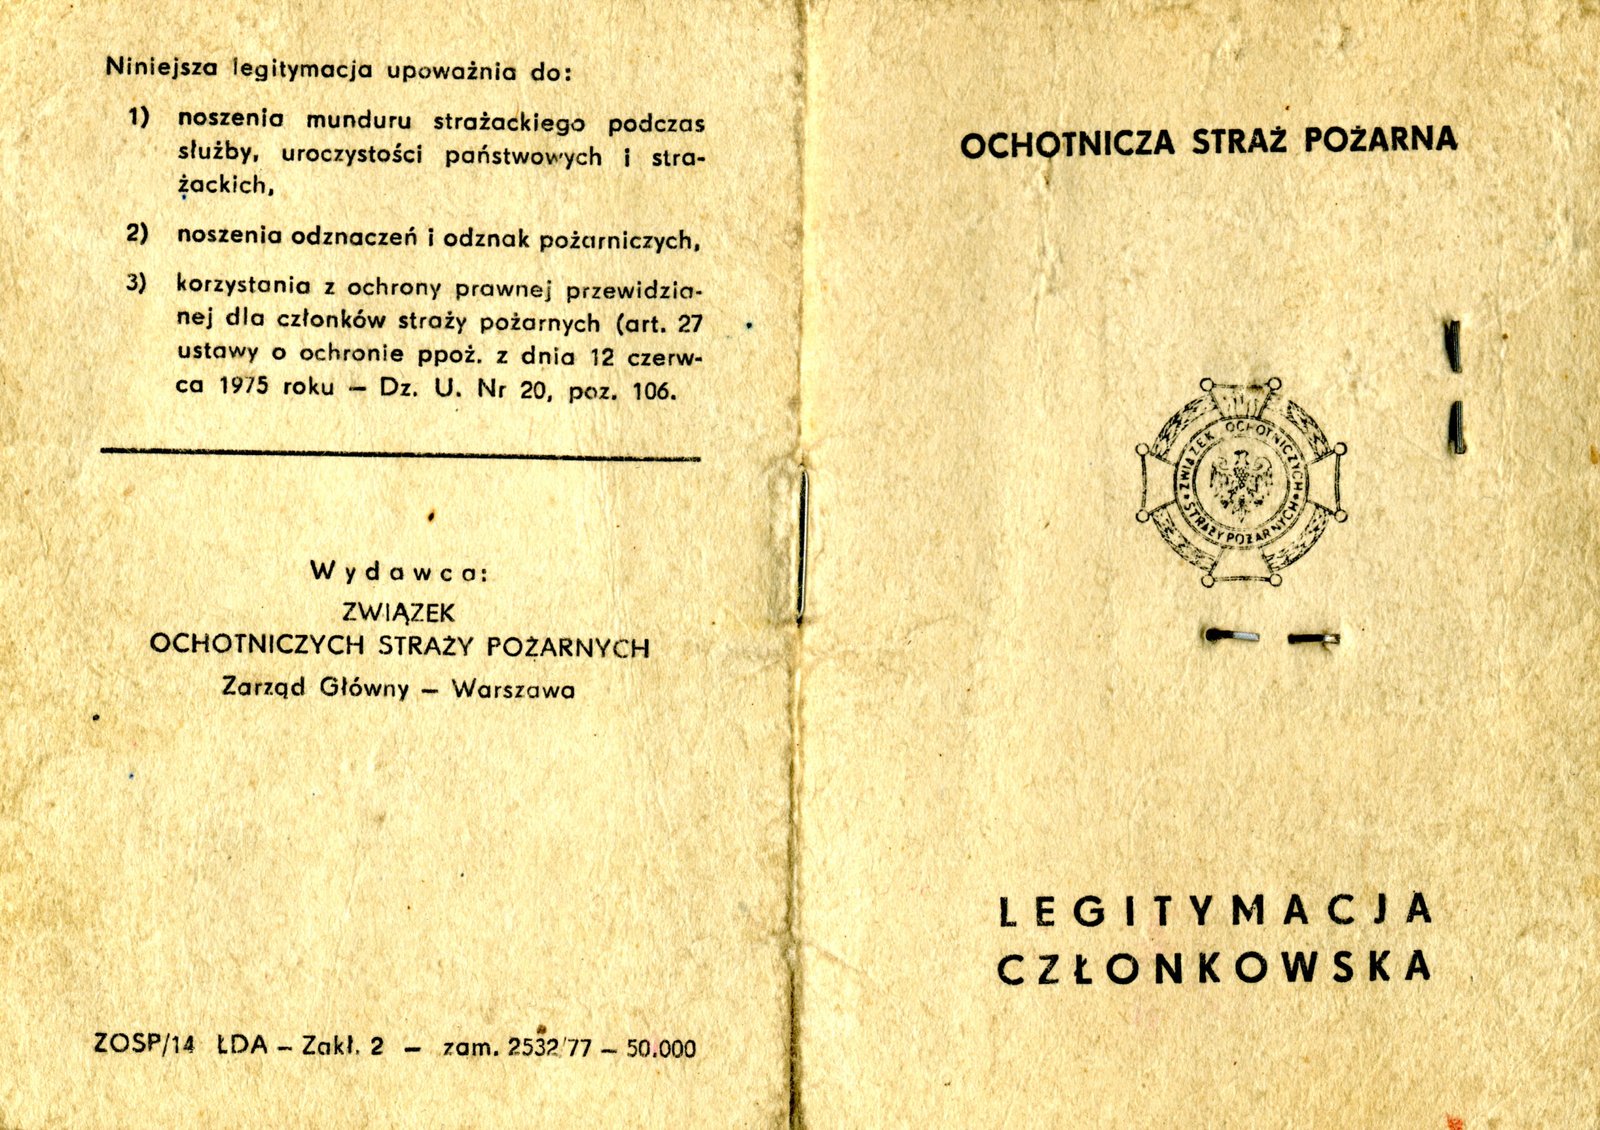 Niniejsza legitymacja upoważnia do:
1) noszenia munduru strażackiego podczas
służby, uroczystości państwowych i stra-
żackich,
2) noszenia odznaczeń i odznak pożarniczych,
3) korzystania z ochrony prawnej przewidzia-
nej dla członków straży pożarnych (art. 27
ustawy o ochronie ppoż. z dnia 12 czerw-
ca 1975 roku – Dz. U. Nr 20, poz. 106.
Wydawca:
ZWIĄZEK
OCHOTNICZYCH STRAŻY POŻARNYCH
Zarząd Główny – Warszawa
ZOSP/14 ŁDA – Zakł. 2 – zam. 2532/77 – 50.000
OCHOTNICZA STRAŻ POŻARNA
ZWIĄZEK OCHOTNICZYCH
STRAŻY POŻARNYCH
LEGITYMACJA
CZŁONKOWSKA